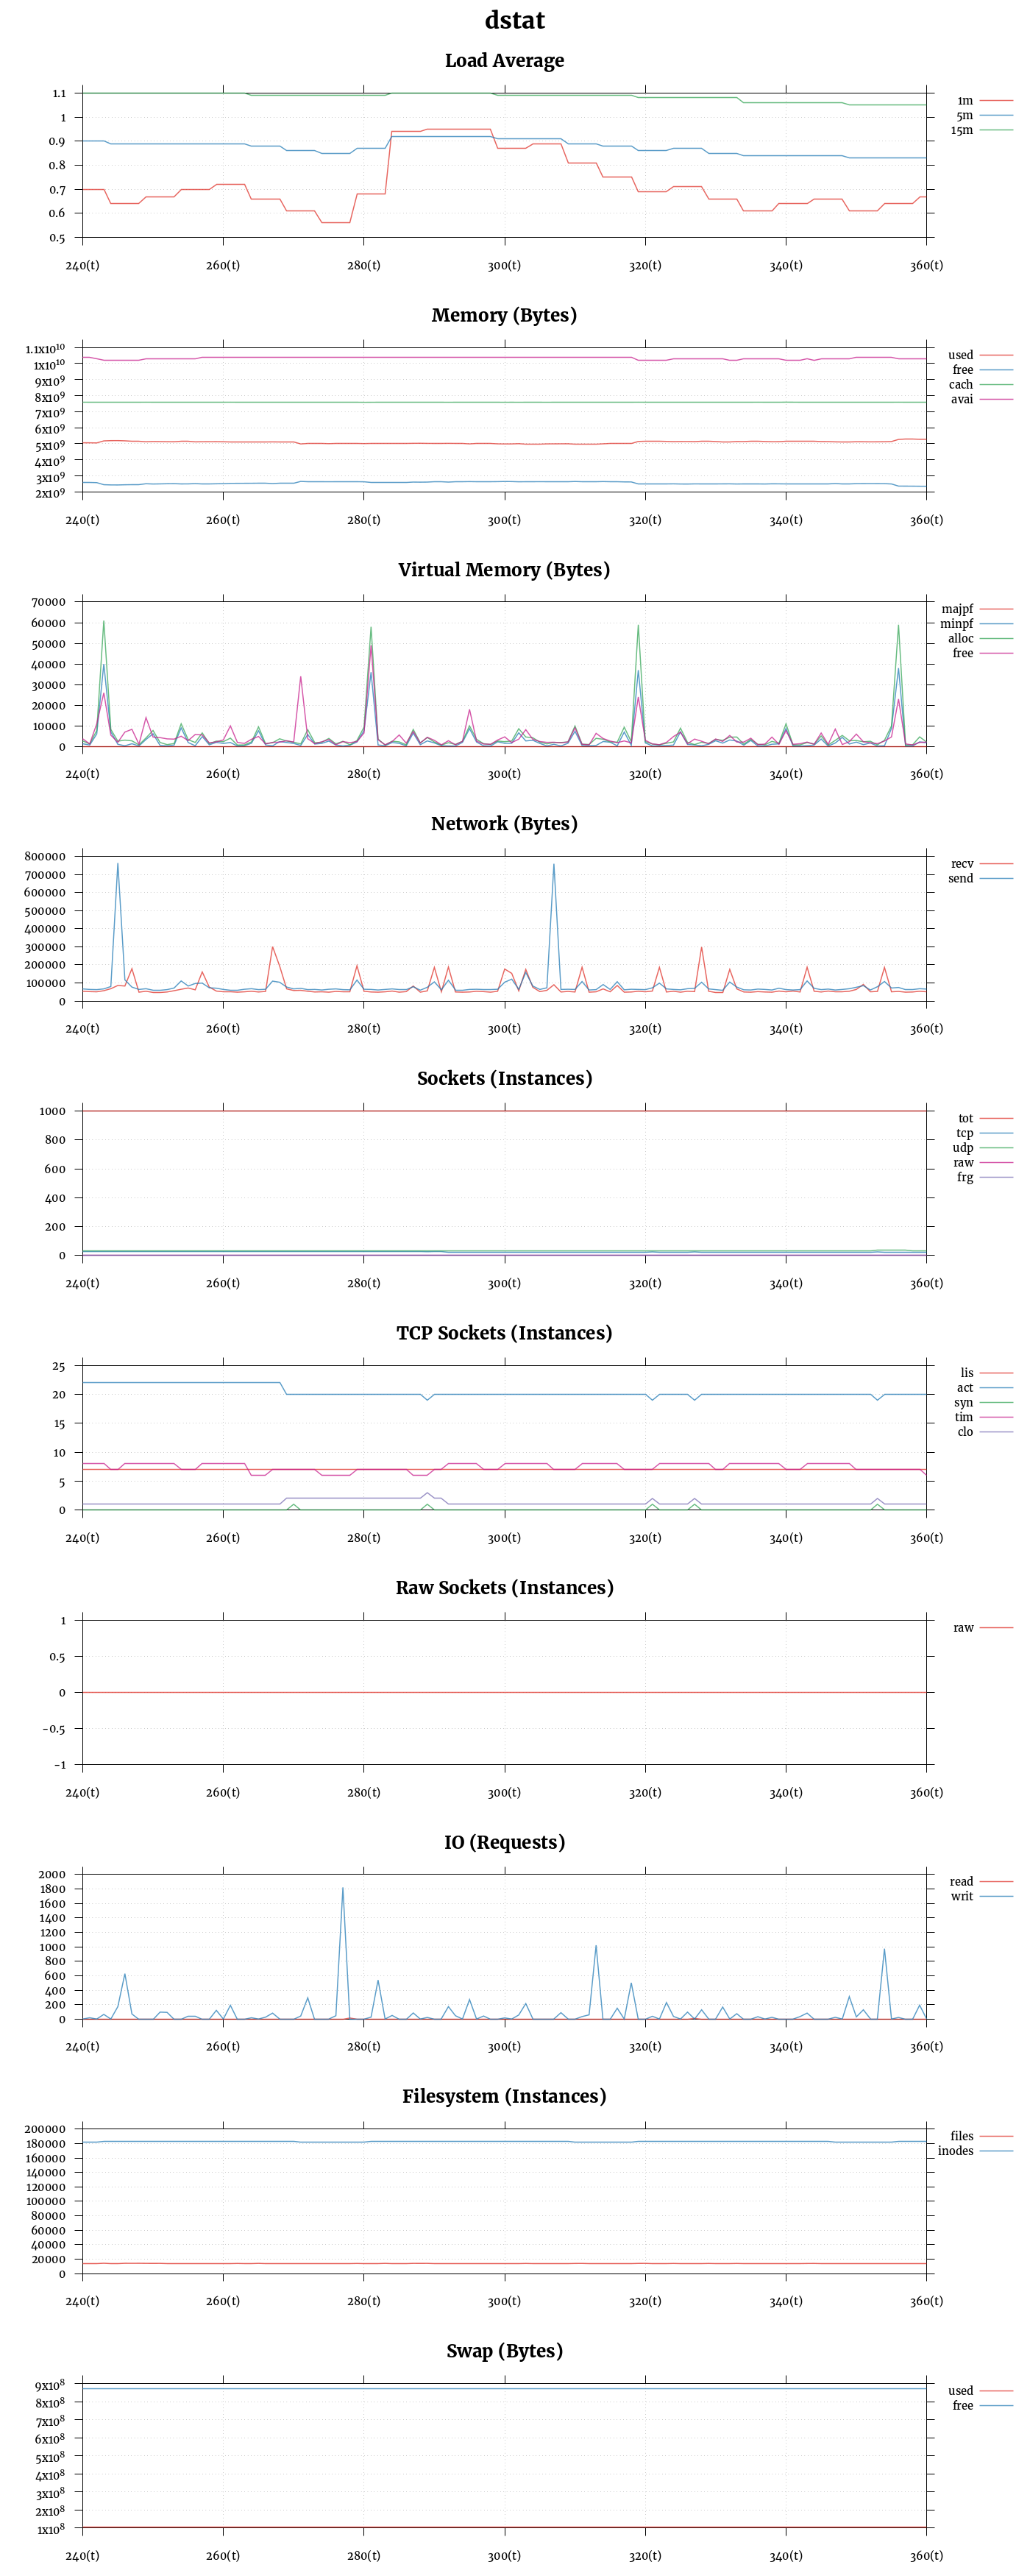 dstat
Load Average
1.1
1
0.9
0.8
0.7
0.6
0.5
240(t) 260(t) 280(t) 300(t) 320(t) 340(t) 360(t)
1m
5m
15m
Memory (Bytes)
1.1x10¹⁰
1x10¹⁰
9x10⁹
8x10⁹
7x10⁹
6x10⁹
5x10⁹
4x10⁹
3x10⁹
2x10⁹
240(t) 260(t) 280(t) 300(t) 320(t) 340(t) 360(t)
used
free
cach
avai
Virtual Memory (Bytes)
70000
60000
50000
40000
30000
20000
10000
0
240(t) 260(t) 280(t) 300(t) 320(t) 340(t) 360(t)
majpf
minpf
alloc
free
Network (Bytes)
800000
700000
600000
500000
400000
300000
200000
100000
0
240(t) 260(t) 280(t) 300(t) 320(t) 340(t) 360(t)
recv
send
Sockets (Instances)
1000
800
600
400
200
0
240(t) 260(t) 280(t) 300(t) 320(t) 340(t) 360(t)
tot
tcp
udp
raw
frg
TCP Sockets (Instances)
25
20
15
10
5
0
240(t) 260(t) 280(t) 300(t) 320(t) 340(t) 360(t)
lis
act
syn
tim
clo
Raw Sockets (Instances)
1
0.5
0
-0.5
-1
240(t) 260(t) 280(t) 300(t) 320(t) 340(t) 360(t)
raw
IO (Requests)
2000
1800
1600
1400
1200
1000
800
600
400
200
0
240(t) 260(t) 280(t) 300(t) 320(t) 340(t) 360(t)
read
writ
Filesystem (Instances)
200000
180000
160000
140000
120000
100000
80000
60000
40000
20000
0
240(t) 260(t) 280(t) 300(t) 320(t) 340(t) 360(t)
files
inodes
Swap (Bytes)
9x10⁸
8x10⁸
7x10⁸
6x10⁸
5x10⁸
4x10⁸
3x10⁸
2x10⁸
1x10⁸
240(t) 260(t) 280(t) 300(t) 320(t) 340(t) 360(t)
used
free